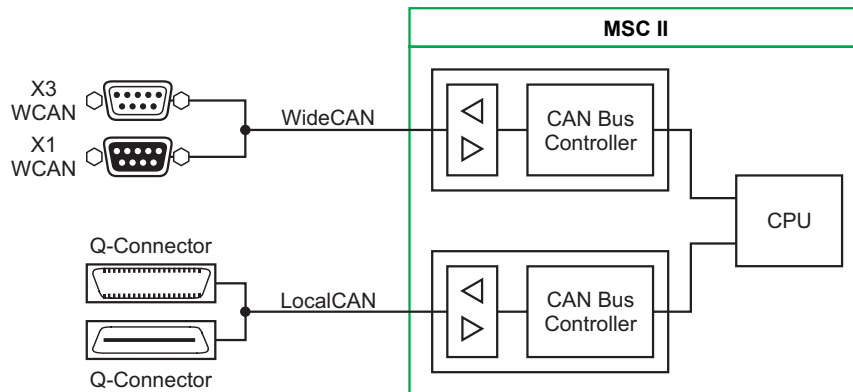 MSC II
X3
WCAN
X1
WCAN
WideCAN
CAN Bus
Controller
CPU
Q-Connector
LocalCAN
CAN Bus
Controller
Q-Connector